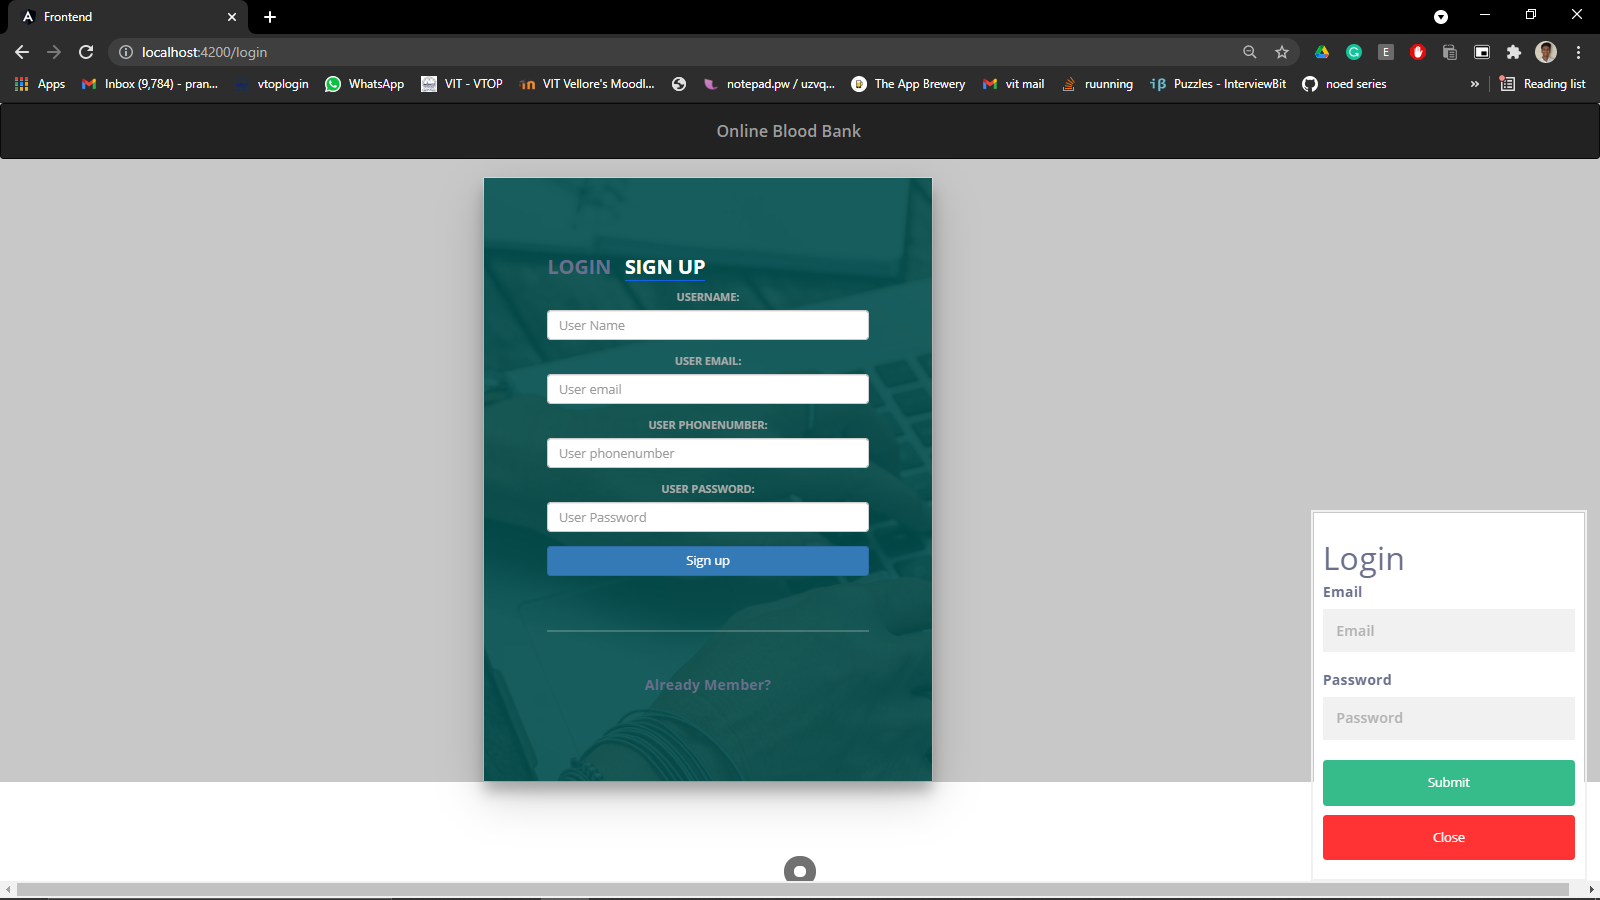 Frontend
localhost:4200/login
Apps
Inbox (9,784) - pran...
vtoplogin
WhatsApp
VIT - VTOP
VIT Vellore's Moodl...
notepad.pw / uzvq...
The App Brewery
vit mail
ruunning
Puzzles - InterviewBit
noed series
»
Reading list
Online Blood Bank
LOGIN SIGN UP
USERNAME:
User Name
USER EMAIL:
User email
USER PHONENUMBER:
User phonenumber
USER PASSWORD:
User Password
Sign up
Already Member?
Login
Email
Email
Password
Password
Submit
Close